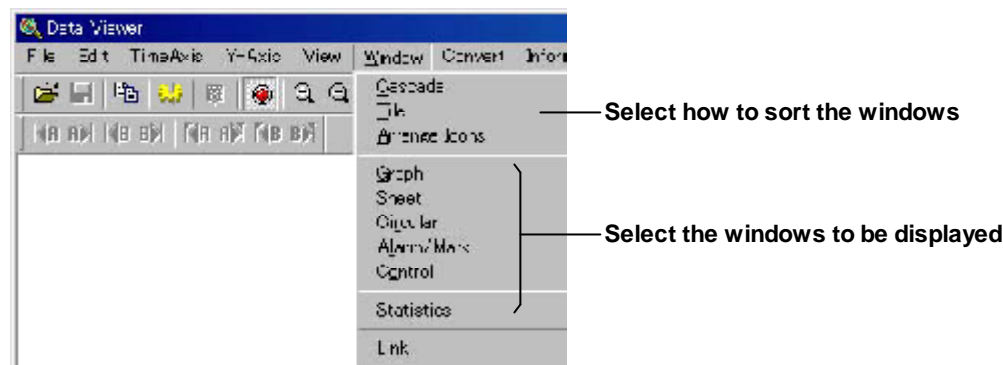 Data Viewer
File Edit TimeAxis Y-Axis View Window Convert Inform
Cascade
Tile
Arrange Icons
Select how to sort the windows
Graph
Sheet
Circular
Alarm/Mark
Control
Select the windows to be displayed
Statistics
Link